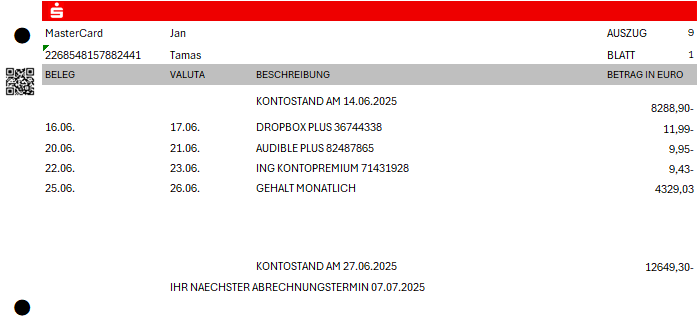 MasterCard Jan AUSZUG 9
2268548157882441 Tamas BLATT 1
BELEG VALUTA BESCHREIBUNG BETRAG IN EURO
KONTOSTAND AM 14.06.2025 8288,90-
16.06. 17.06. DROPBOX PLUS 36744338 11,99-
20.06. 21.06. AUDIBLE PLUS 82487865 9,95-
22.06. 23.06. ING KONTOPREMIUM 71431928 9,43-
25.06. 26.06. GEHALT MONATLICH 4329,03
KONTOSTAND AM 27.06.2025 12649,30-
IHR NAECHSTER ABRECHNUNGSTERMIN 07.07.2025